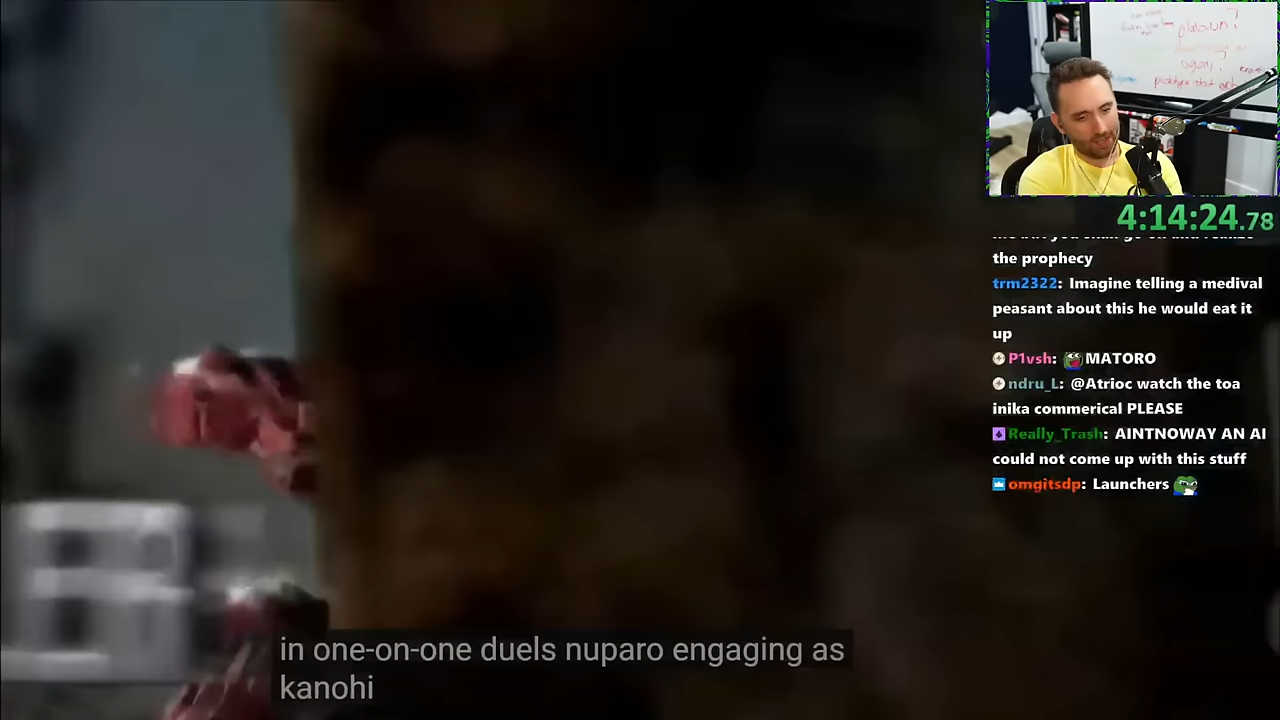 platown?
agony?
4:14:24.78
the prophecy
trm2322: Imagine telling a medival
peasant about this he would eat it
up
P1vsh: MATORO
ndru_L: @Atrioc watch the toa
inika commerical PLEASE
Really_Trash: AINTNOWAY AN AI
could not come up with this stuff
omgitsdp: Launchers
in one-on-one duels nuparo engaging as
kanohi